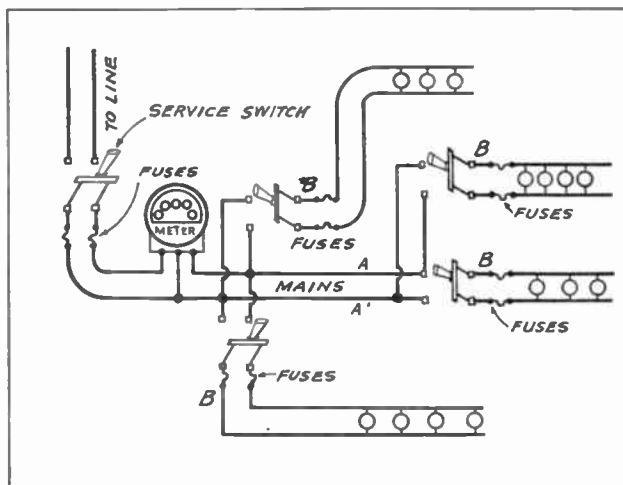 TO LINE
SERVICE SWITCH
FUSES
METER
B
FUSES
B
FUSES
A
MAINS
A'
B
FUSES
FUSES
B